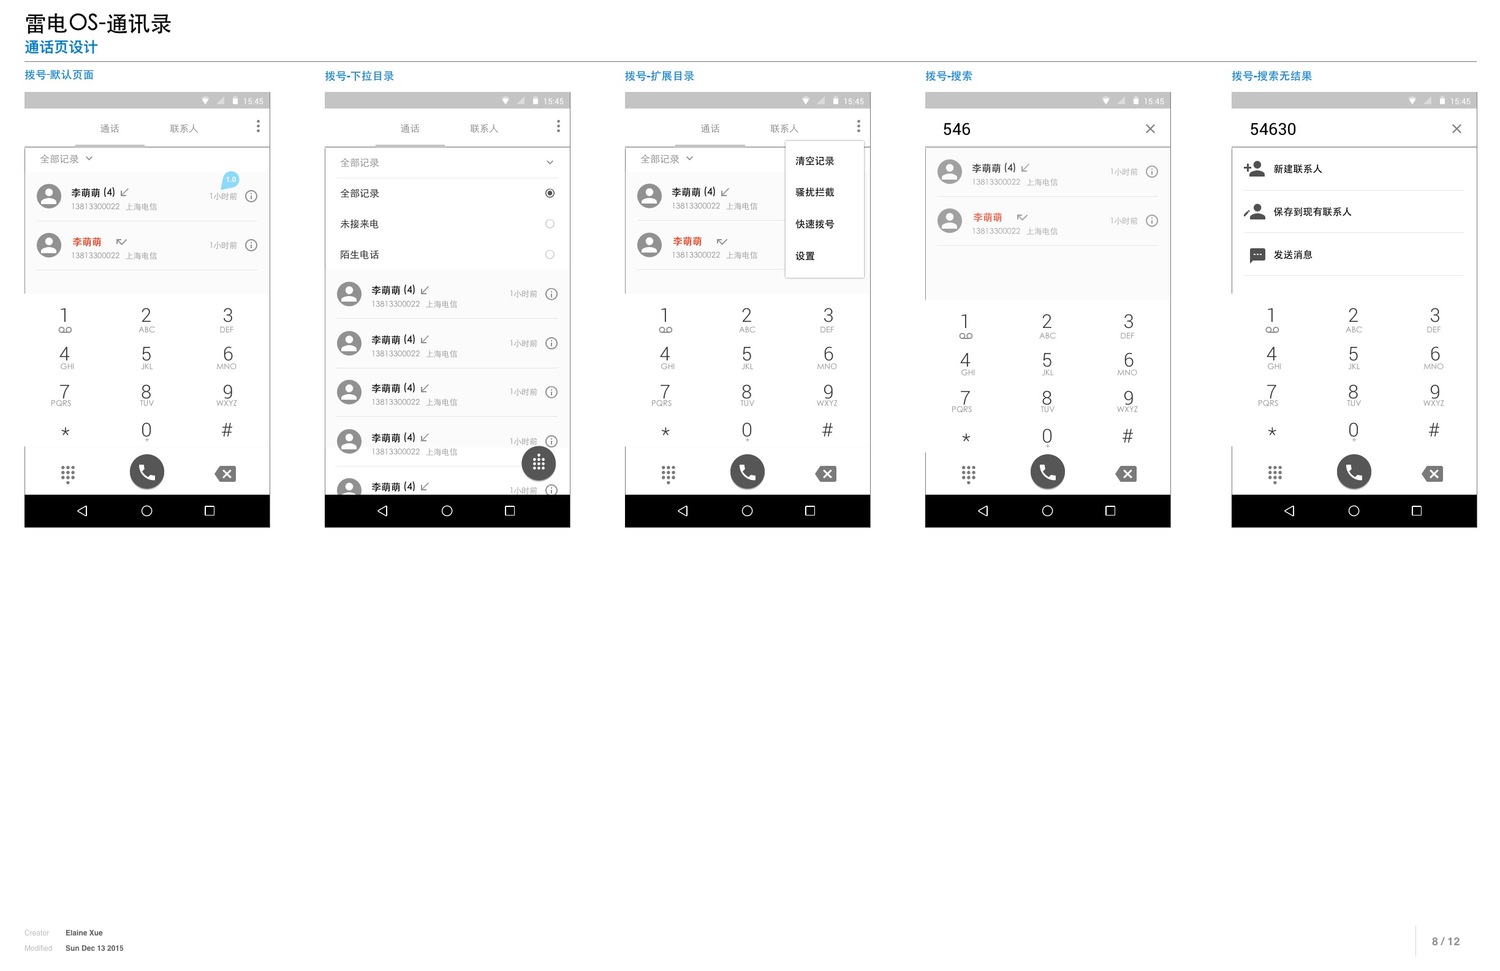 雷电OS-通讯录
通话页设计
拨号-默认页面
15:45
通话 联系人
全部记录
1.0
李萌萌 (4)
1小时前
13813300022 上海电信
李萌萌
1小时前
13813300022 上海电信
1 2 3
ABC DEF
4 5 6
GHI JKL MNO
7 8 9
PQRS TUV WXYZ
* 0 #
+
拨号-下拉目录
15:45
通话 联系人
全部记录
全部记录
未接来电
陌生电话
李萌萌 (4)
1小时前
13813300022 上海电信
李萌萌 (4)
1小时前
13813300022 上海电信
李萌萌 (4)
1小时前
13813300022 上海电信
李萌萌 (4)
1小时前
13813300022 上海电信
李萌萌 (4)
1小时前
拨号-扩展目录
15:45
通话 联系人
全部记录
李萌萌 (4)
13813300022 上海电信
李萌萌
13813300022 上海电信
清空记录
骚扰拦截
快速拨号
设置
1 2 3
ABC DEF
4 5 6
GHI JKL MNO
7 8 9
PQRS TUV WXYZ
* 0 #
+
拨号-搜索
15:45
546
李萌萌 (4)
1小时前
13813300022 上海电信
李萌萌
1小时前
13813300022 上海电信
1 2 3
ABC DEF
4 5 6
GHI JKL MNO
7 8 9
PQRS TUV WXYZ
* 0 #
+
拨号-搜索无结果
15:45
54630
新建联系人
保存到现有联系人
发送消息
1 2 3
ABC DEF
4 5 6
GHI JKL MNO
7 8 9
PQRS TUV WXYZ
* 0 #
+
Creator Elaine Xue
Modified Sun Dec 13 2015
8 / 12